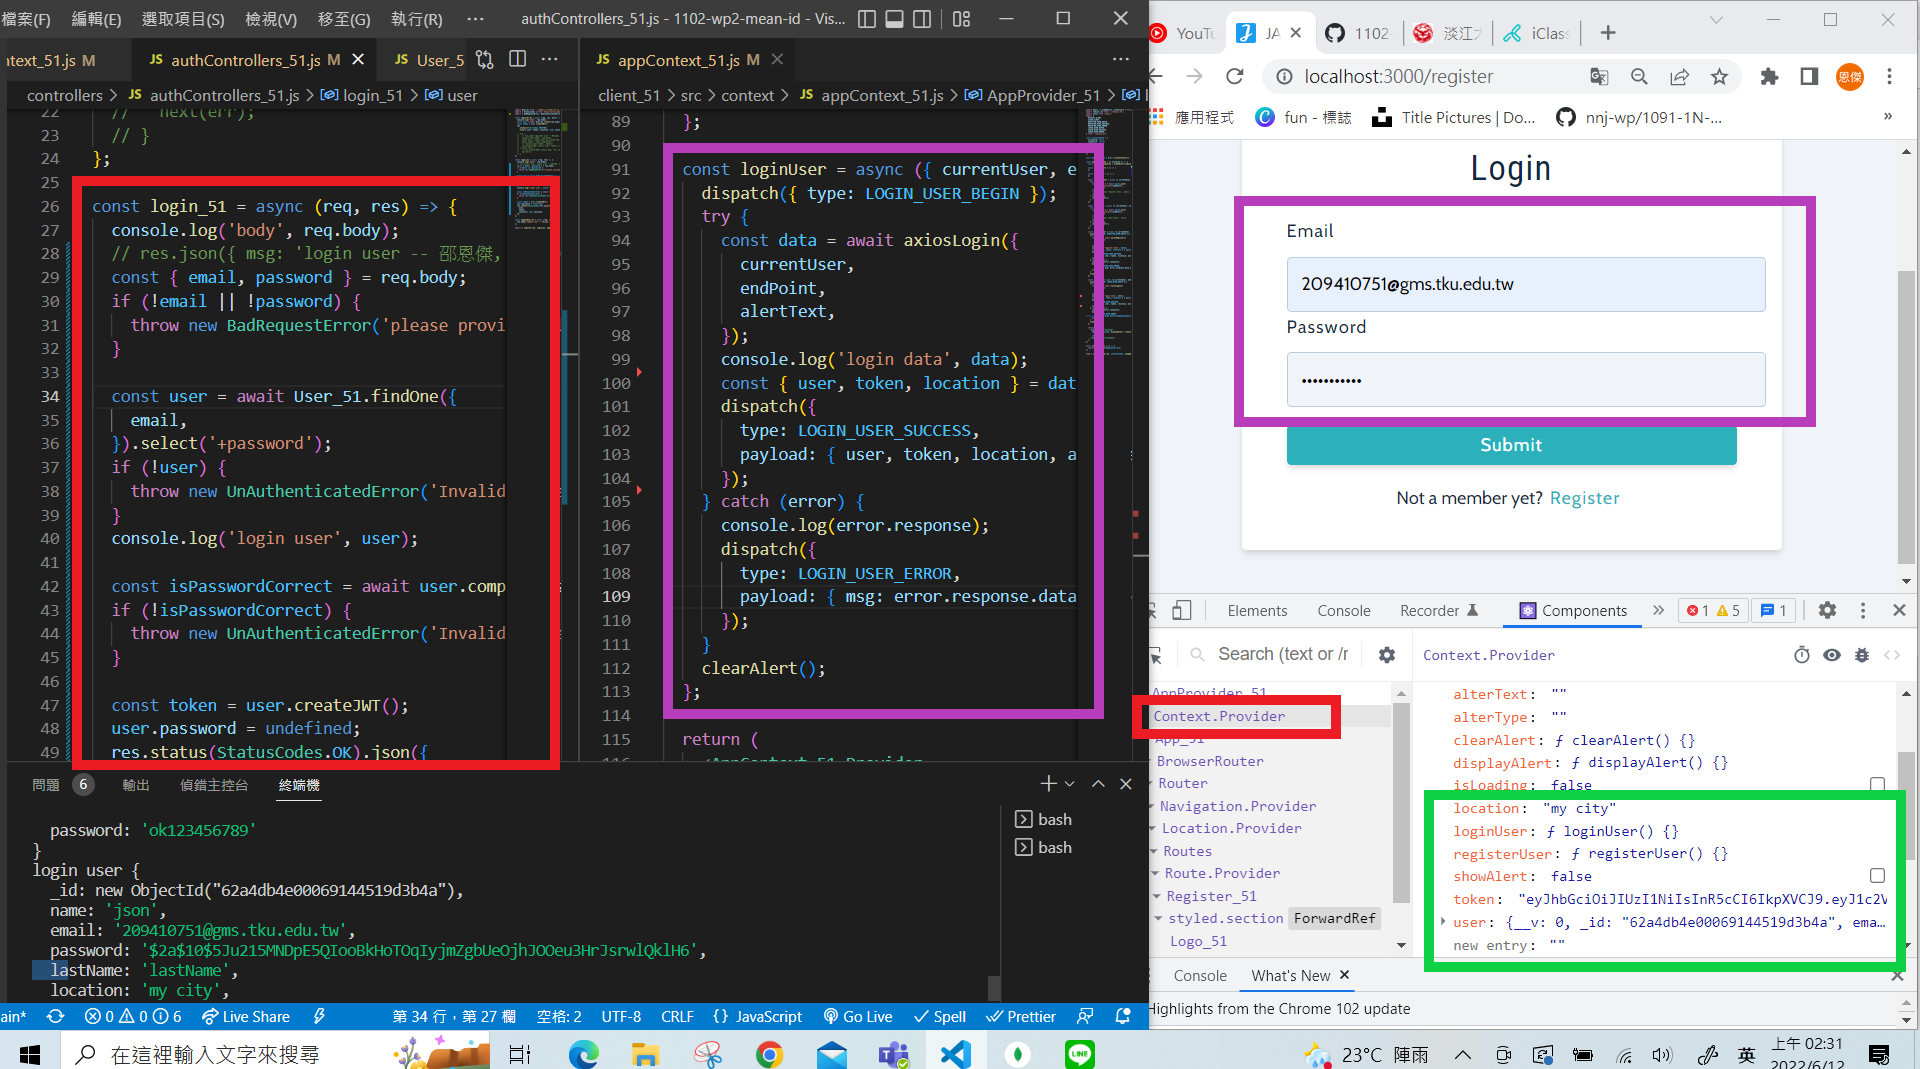 檔案(F) 編輯(E) 選取項目(S) 檢視(V) 移至(G) 執行(R) ··· authControllers_51.js - 1102-wp2-mean-id - Vis...
ntext_51.js M JS authControllers_51.js M JS User_5
controllers > JS authControllers_51.js > login_51 > user
22 // next(err);
23 // }
24 };
25
26 const login_51 = async (req, res) => {
27 console.log('body', req.body);
28 // res.json({ msg: 'login user -- 邵恩傑,
29 const { email, password } = req.body;
30 if (!email || !password) {
31 throw new BadRequestError('please provi
32 }
33
34 const user = await User_51.findOne({
35 email,
36 }).select('+password');
37 if (!user) {
38 throw new UnAuthenticatedError('Invalid
39 }
40 console.log('login user', user);
41
42 const isPasswordCorrect = await user.comp
43 if (!isPasswordCorrect) {
44 throw new UnAuthenticatedError('Invalid
45 }
46
47 const token = user.createJWT();
48 user.password = undefined;
49 res.status(StatusCodes.OK).json({
JS appContext_51.js M
client_51 > src > context > JS appContext_51.js > AppProvider_51 >
89 };
90
91 const loginUser = async ({ currentUser, e
92 dispatch({ type: LOGIN_USER_BEGIN });
93 try {
94 const data = await axiosLogin({
95 currentUser,
96 endPoint,
97 alertText,
98 });
99 console.log('login data', data);
100 const { user, token, location } = dat
101 dispatch({
102 type: LOGIN_USER_SUCCESS,
103 payload: { user, token, location, a
104 });
105 } catch (error) {
106 console.log(error.response);
107 dispatch({
108 type: LOGIN_USER_ERROR,
109 payload: { msg: error.response.data
110 });
111 }
112 clearAlert();
113 };
114
115 return (
問題 6 輸出 偵錯主控台 終端機
password: 'ok123456789'
}
login user {
_id: new ObjectId("62a4db4e00069144519d3b4a"),
name: 'json',
email: '209410751@gms.tku.edu.tw',
password: '$2a$10$5Ju215MNDpE5QIooBkHoTOqIyjmZgbUeOjhJOOeu3HrJsrwlQklH6',
lastName: 'lastName',
location: 'my city',
bash
bash
ain* 0 0 6 Live Share 第 34 行，第 27 欄 空格: 2 UTF-8 CRLF {} JavaScript Go Live Spell Prettier
YouTu JA 1102- 淡江 iClas
localhost:3000/register 恩傑
應用程式 fun - 標誌 Title Pictures | Do... nnj-wp/1091-1N-... »
Login
Email
209410751@gms.tku.edu.tw
Password
•••••••••••
Submit
Not a member yet? Register
Elements Console Recorder Components » 1 5 1
Search (text or /r Context.Provider
AppProvider_51
Context.Provider
App_51
BrowserRouter
Router
Navigation.Provider
Location.Provider
Routes
Route.Provider
Register_51
styled.section ForwardRef
Logo_51
alterText: ""
alterType: ""
clearAlert: ƒ clearAlert() {}
displayAlert: ƒ displayAlert() {}
isLoading: false
location: "my city"
loginUser: ƒ loginUser() {}
registerUser: ƒ registerUser() {}
showAlert: false
token: "eyJhbGciOiJIUzI1NiIsInR5cCI6IkpXVCJ9.eyJ1c2V
user: {__v: 0, _id: "62a4db4e00069144519d3b4a", ema...
new entry: ""
Console What's New
Highlights from the Chrome 102 update
在這裡輸入文字來搜尋 LINE 23°C 陣雨 英 上午 02:31
2022/6/12